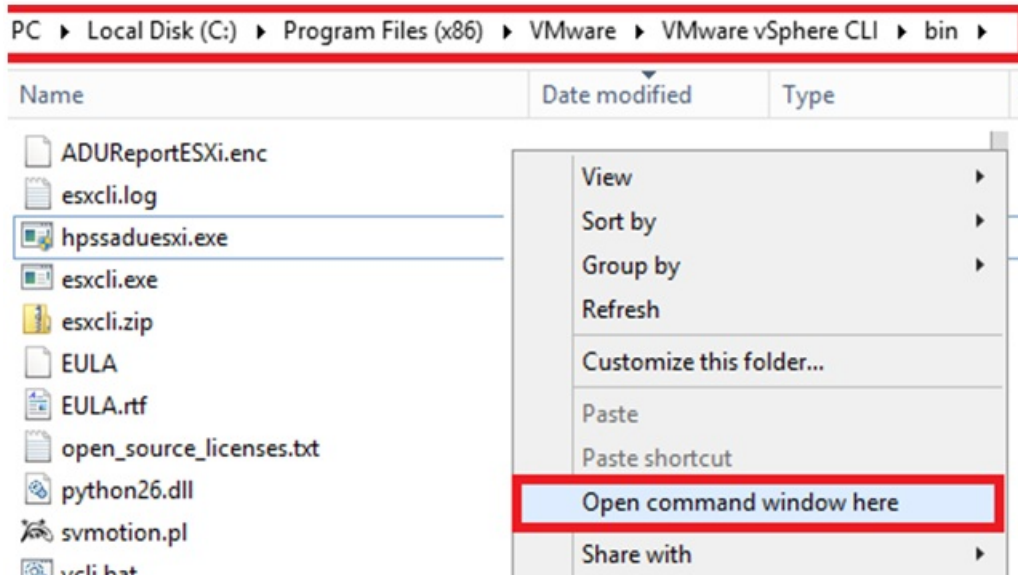 PC Local Disk (C:) Program Files (x86) VMware VMware vSphere CLI bin
Name Date modified Type
ADUReportESXi.enc
esxcli.log
hpssaduesxi.exe
esxcli.exe
esxcli.zip
EULA
EULA.rtf
open_source_licenses.txt
python26.dll
svmotion.pl
vcli.bat
View
Sort by
Group by
Refresh
Customize this folder...
Paste
Paste shortcut
Open command window here
Share with